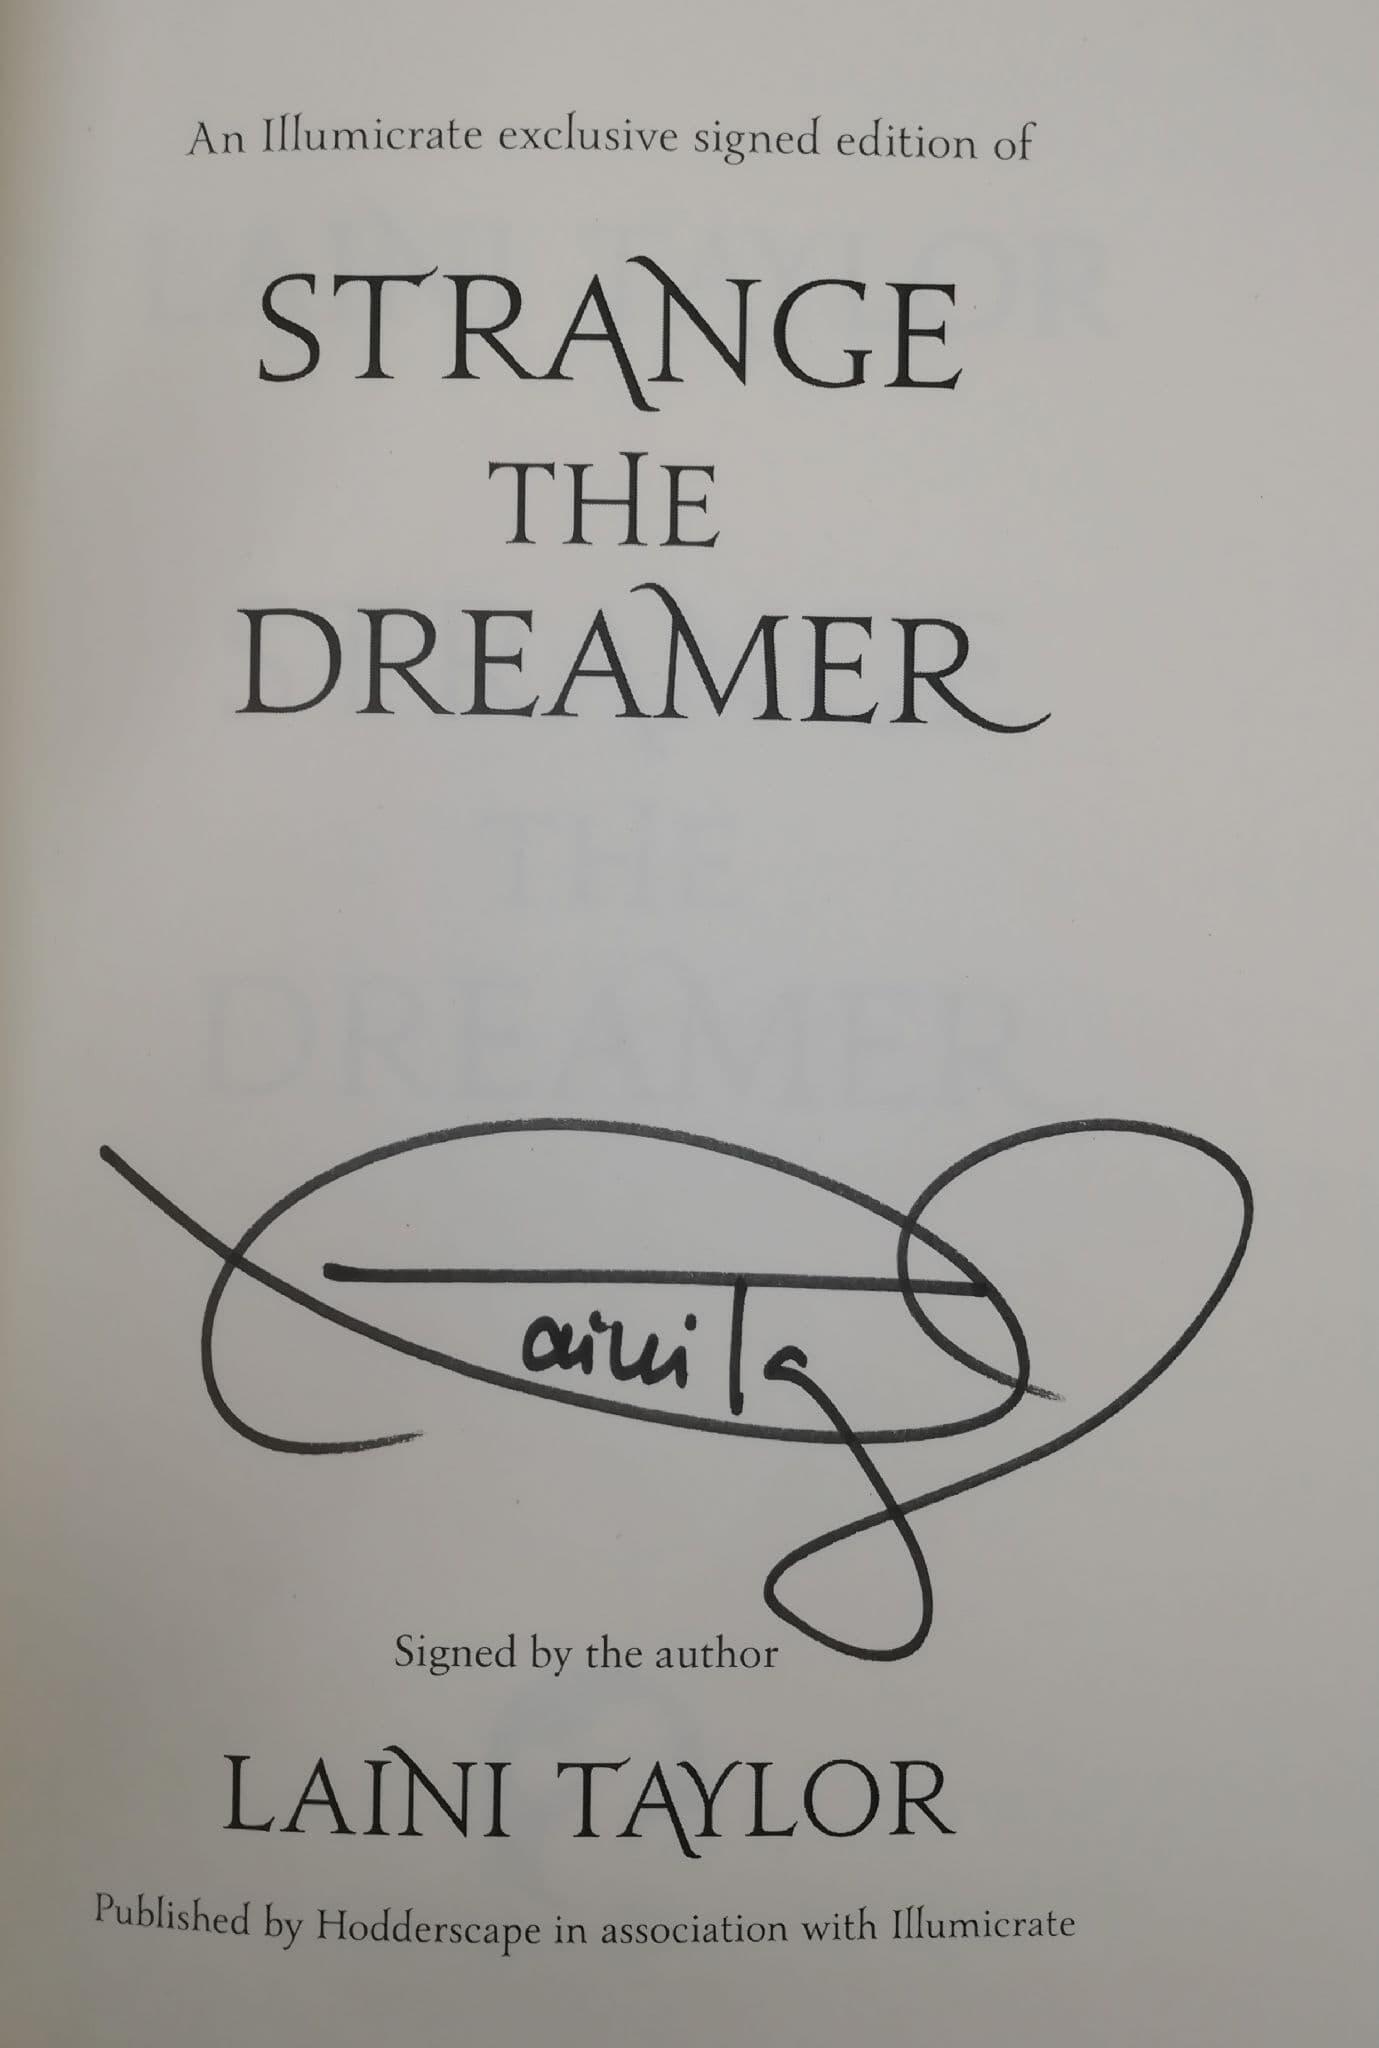 An Illumicrate exclusive signed edition of
STRANGE
THE
DREAMER
Signed by the author
LAINI TAYLOR
Published by Hodderscape in association with Illumicrate